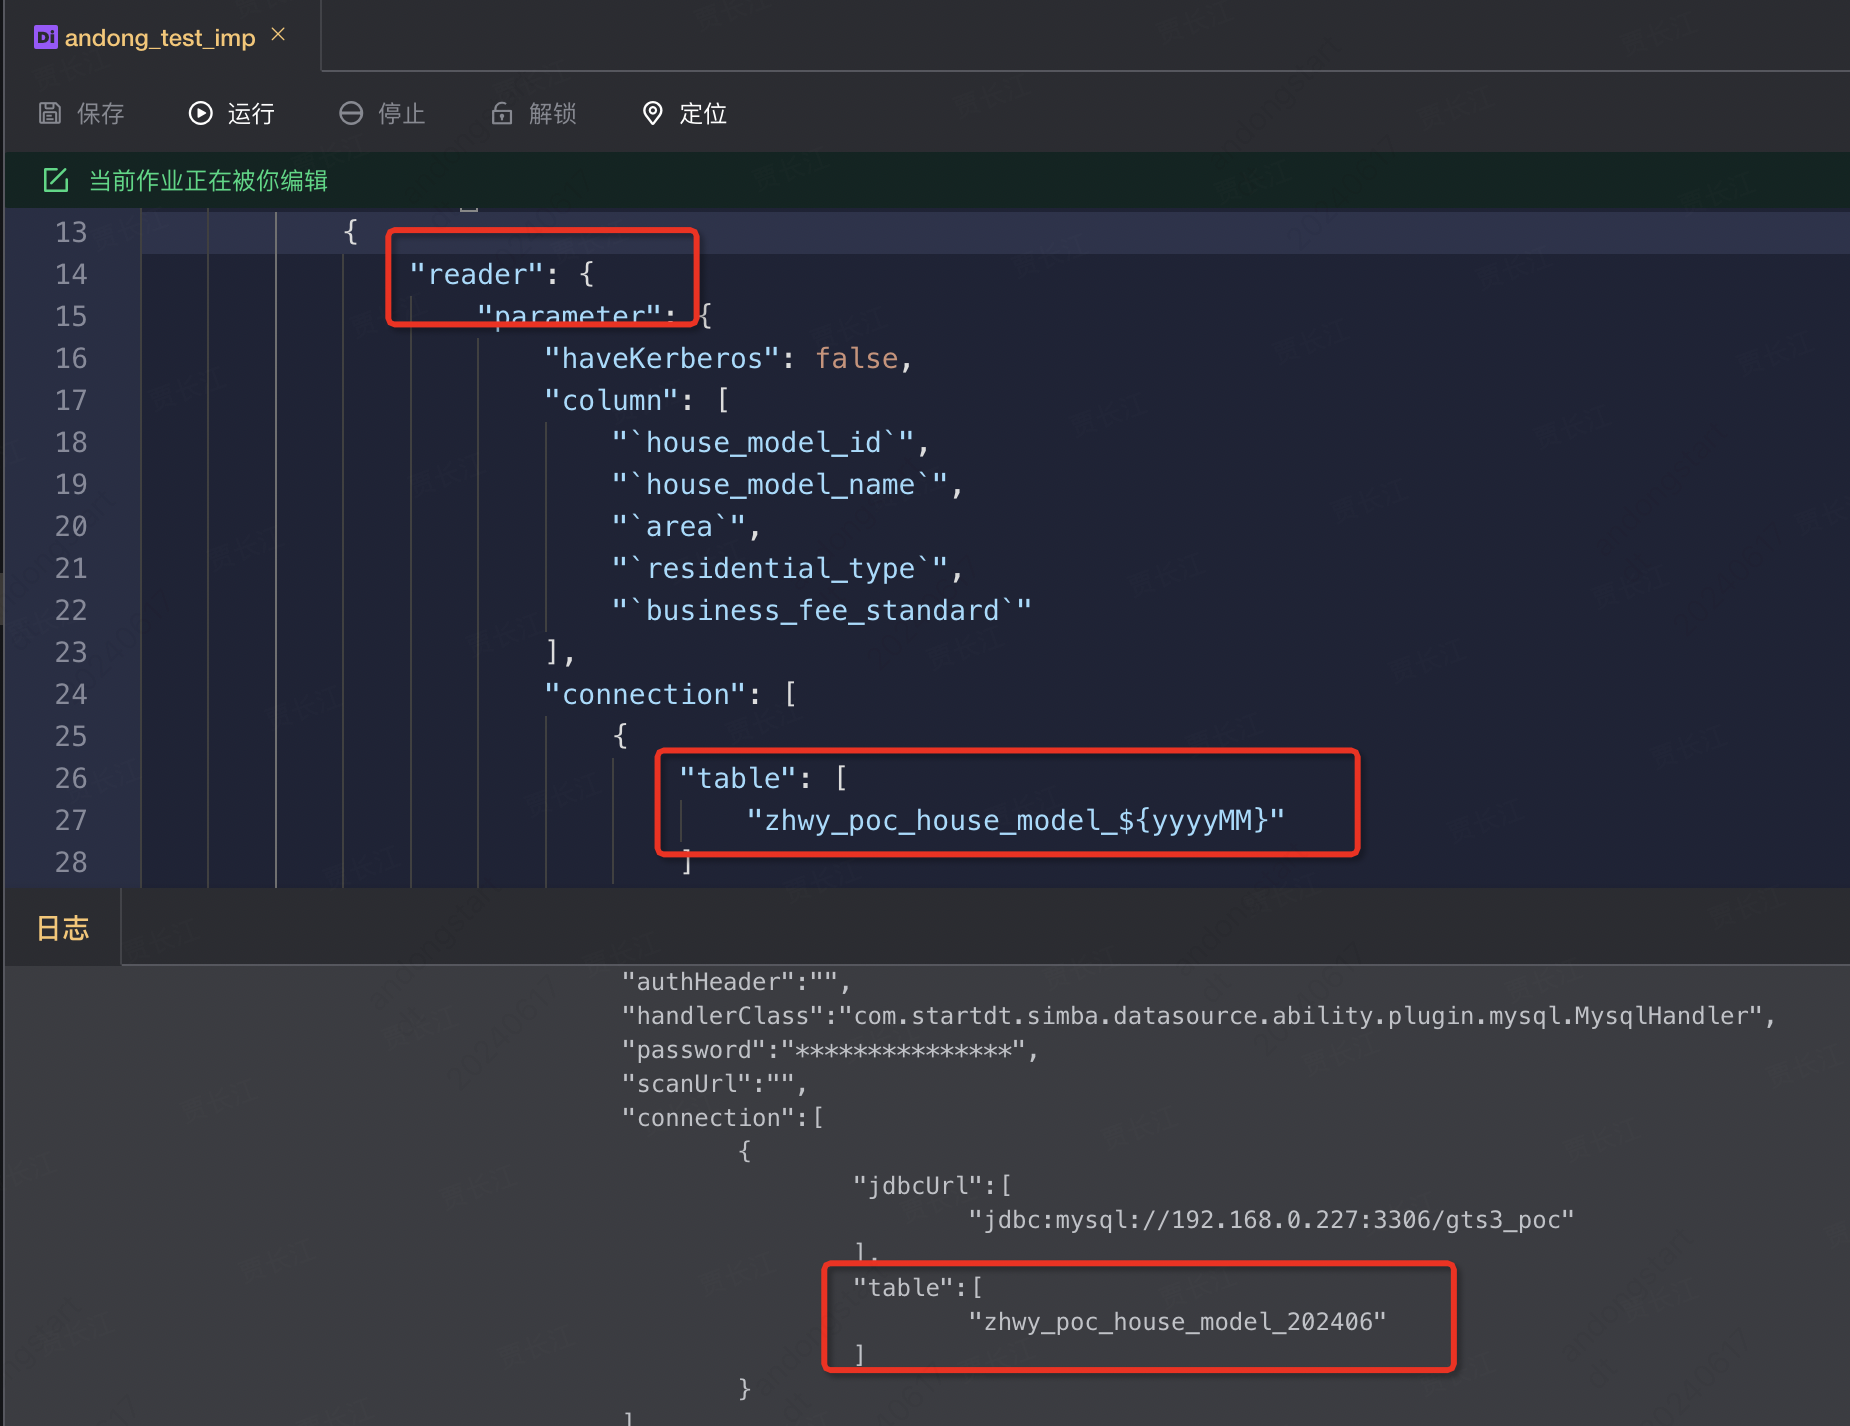 Di andong_test_imp
保存 运行 停止 解锁 定位
当前作业正在被你编辑
13 {
14 "reader": {
15 "parameter": {
16 "haveKerberos": false,
17 "column": [
18 "`house_model_id`",
19 "`house_model_name`",
20 "`area`",
21 "`residential_type`",
22 "`business_fee_standard`"
23 ],
24 "connection": [
25 {
26 "table": [
27 "zhwy_poc_house_model_${yyyyMM}"
28 ]
日志
"authHeader":"",
"handlerClass":"com.startdt.simba.datasource.ability.plugin.mysql.MysqlHandler",
"password":"***************",
"scanUrl":"",
"connection":[
{
"jdbcUrl":[
"jdbc:mysql://192.168.0.227:3306/gts3_poc"
],
"table":[
"zhwy_poc_house_model_202406"
]
}
]